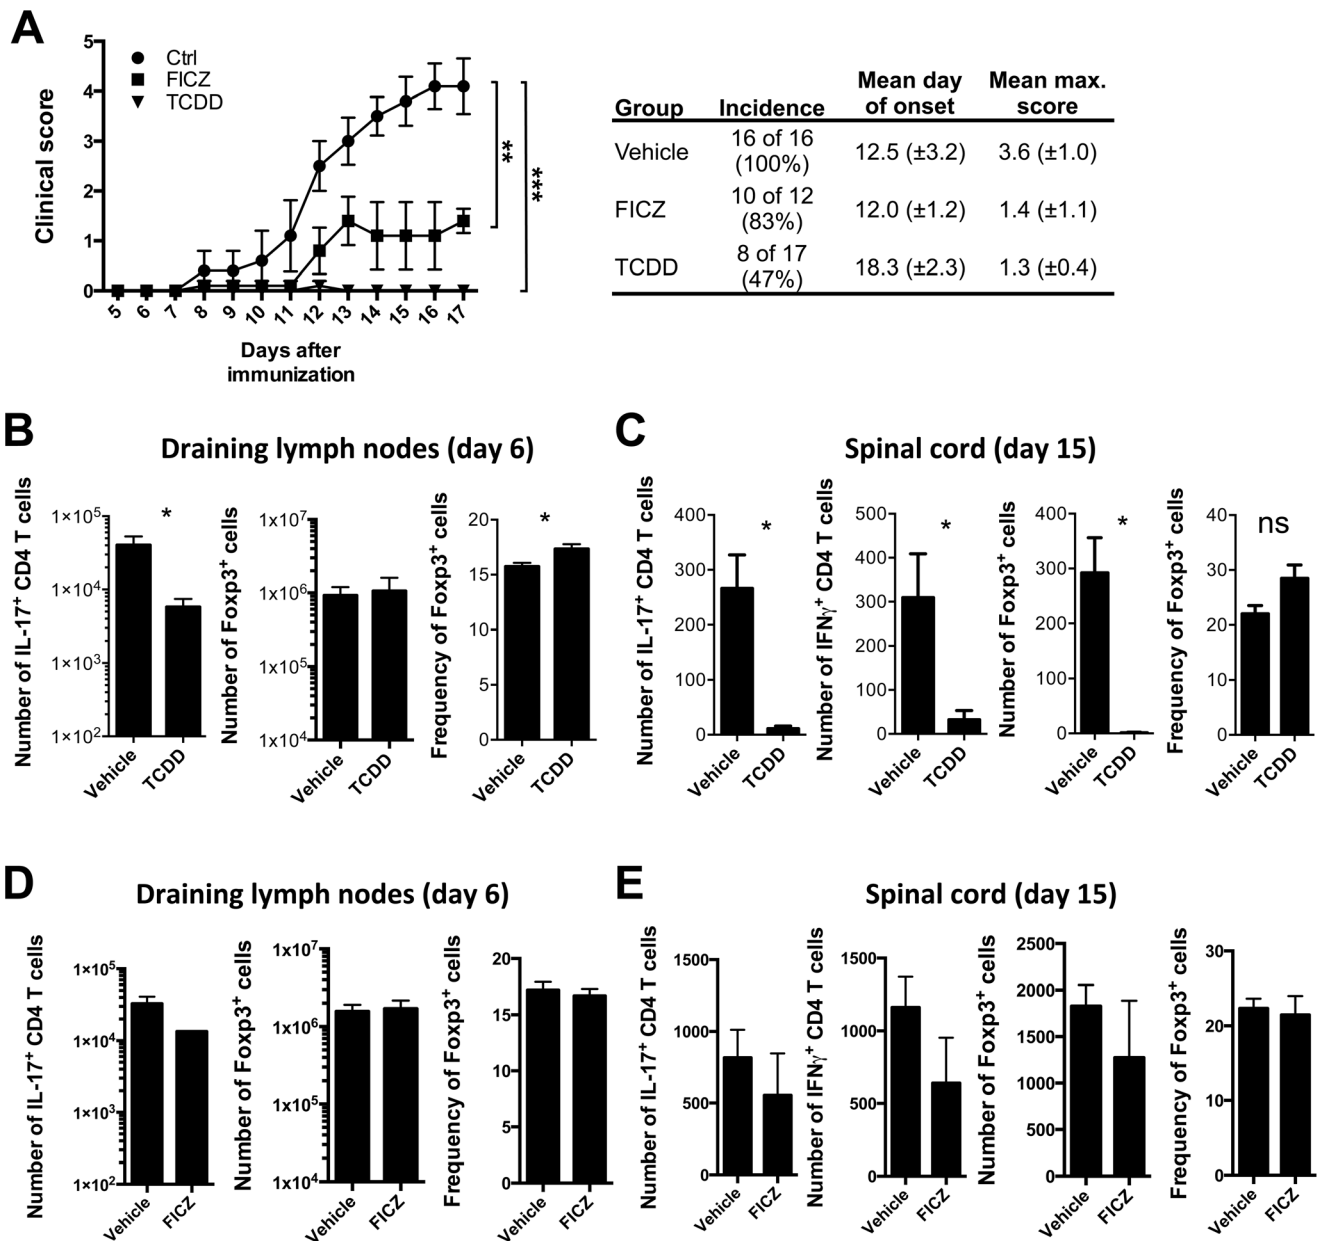 A
Clinical score
5
4
3
2
1
0
Ctrl
FICZ
TCDD
**
***
5 6 7 8 9 10 11 12 13 14 15 16 17
Days after
immunization
Mean day Mean max.
Group Incidence of onset score
Vehicle 16 of 16 (100%) 12.5 (±3.2) 3.6 (±1.0)
FICZ 10 of 12 (83%) 12.0 (±1.2) 1.4 (±1.1)
TCDD 8 of 17 (47%) 18.3 (±2.3) 1.3 (±0.4)
B
Draining lymph nodes (day 6)
Number of IL-17⁺ CD4 T cells
1×10⁵
1×10⁴
1×10³
1×10²
*
Vehicle TCDD
Number of Foxp3⁺ cells
1×10⁷
1×10⁶
1×10⁵
1×10⁴
Vehicle TCDD
Frequency of Foxp3⁺ cells
20
15
10
5
0
*
Vehicle TCDD
C
Spinal cord (day 15)
Number of IL-17⁺ CD4 T cells
400
300
200
100
0
*
Vehicle TCDD
Number of IFNγ⁺ CD4 T cells
500
400
300
200
100
0
*
Vehicle TCDD
Number of Foxp3⁺ cells
400
300
200
100
0
*
Vehicle TCDD
Frequency of Foxp3⁺ cells
40
30
20
10
0
ns
Vehicle TCDD
D
Draining lymph nodes (day 6)
Number of IL-17⁺ CD4 T cells
1×10⁵
1×10⁴
1×10³
1×10²
Vehicle FICZ
Number of Foxp3⁺ cells
1x10⁷
1x10⁶
1x10⁵
1x10⁴
Vehicle FICZ
Frequency of Foxp3⁺ cells
20
15
10
5
0
Vehicle FICZ
E
Spinal cord (day 15)
Number of IL-17⁺ CD4 T cells
1500
1000
500
0
Vehicle FICZ
Number of IFNγ⁺ CD4 T cells
1500
1000
500
0
Vehicle FICZ
Number of Foxp3⁺ cells
2500
2000
1500
1000
500
0
Vehicle FICZ
Frequency of Foxp3⁺ cells
30
20
10
0
Vehicle FICZ